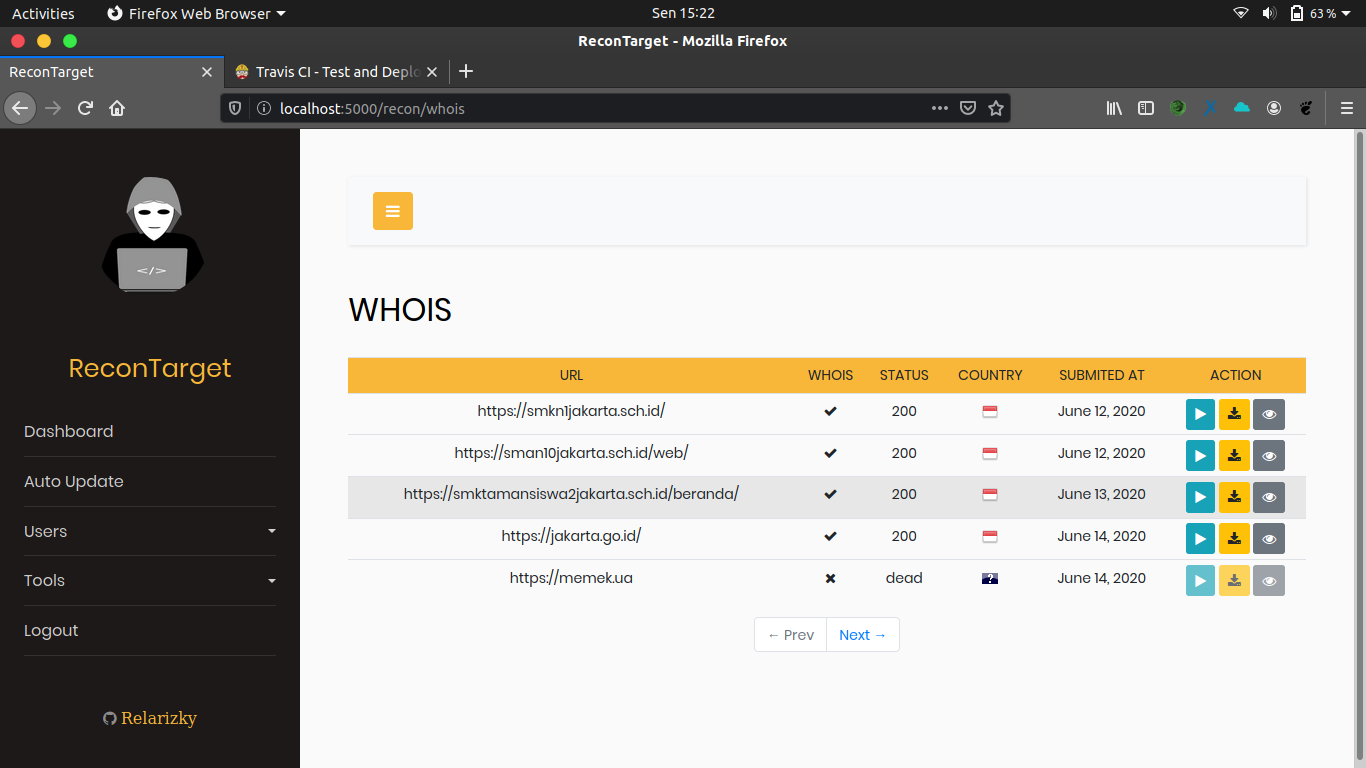 Activities Firefox Web Browser Sen 15:22 63 %
ReconTarget - Mozilla Firefox
ReconTarget Travis CI - Test and Deplo
localhost:5000/recon/whois
</>
ReconTarget
Dashboard
Auto Update
Users
Tools
Logout
Relarizky
WHOIS
URL WHOIS STATUS COUNTRY SUBMITED AT ACTION
https://smkn1jakarta.sch.id/ 200 June 12, 2020
https://sman10jakarta.sch.id/web/ 200 June 12, 2020
https://smktamansiswa2jakarta.sch.id/beranda/ 200 June 13, 2020
https://jakarta.go.id/ 200 June 14, 2020
https://memek.ua dead ? June 14, 2020
← Prev Next →